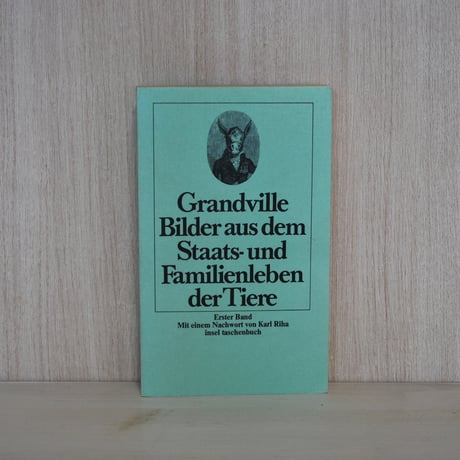 Grandville
Bilder aus dem
Staats- und
Familienleben
der Tiere
Erster Band
Mit einem Nachwort von Karl Riha
insel taschenbuch